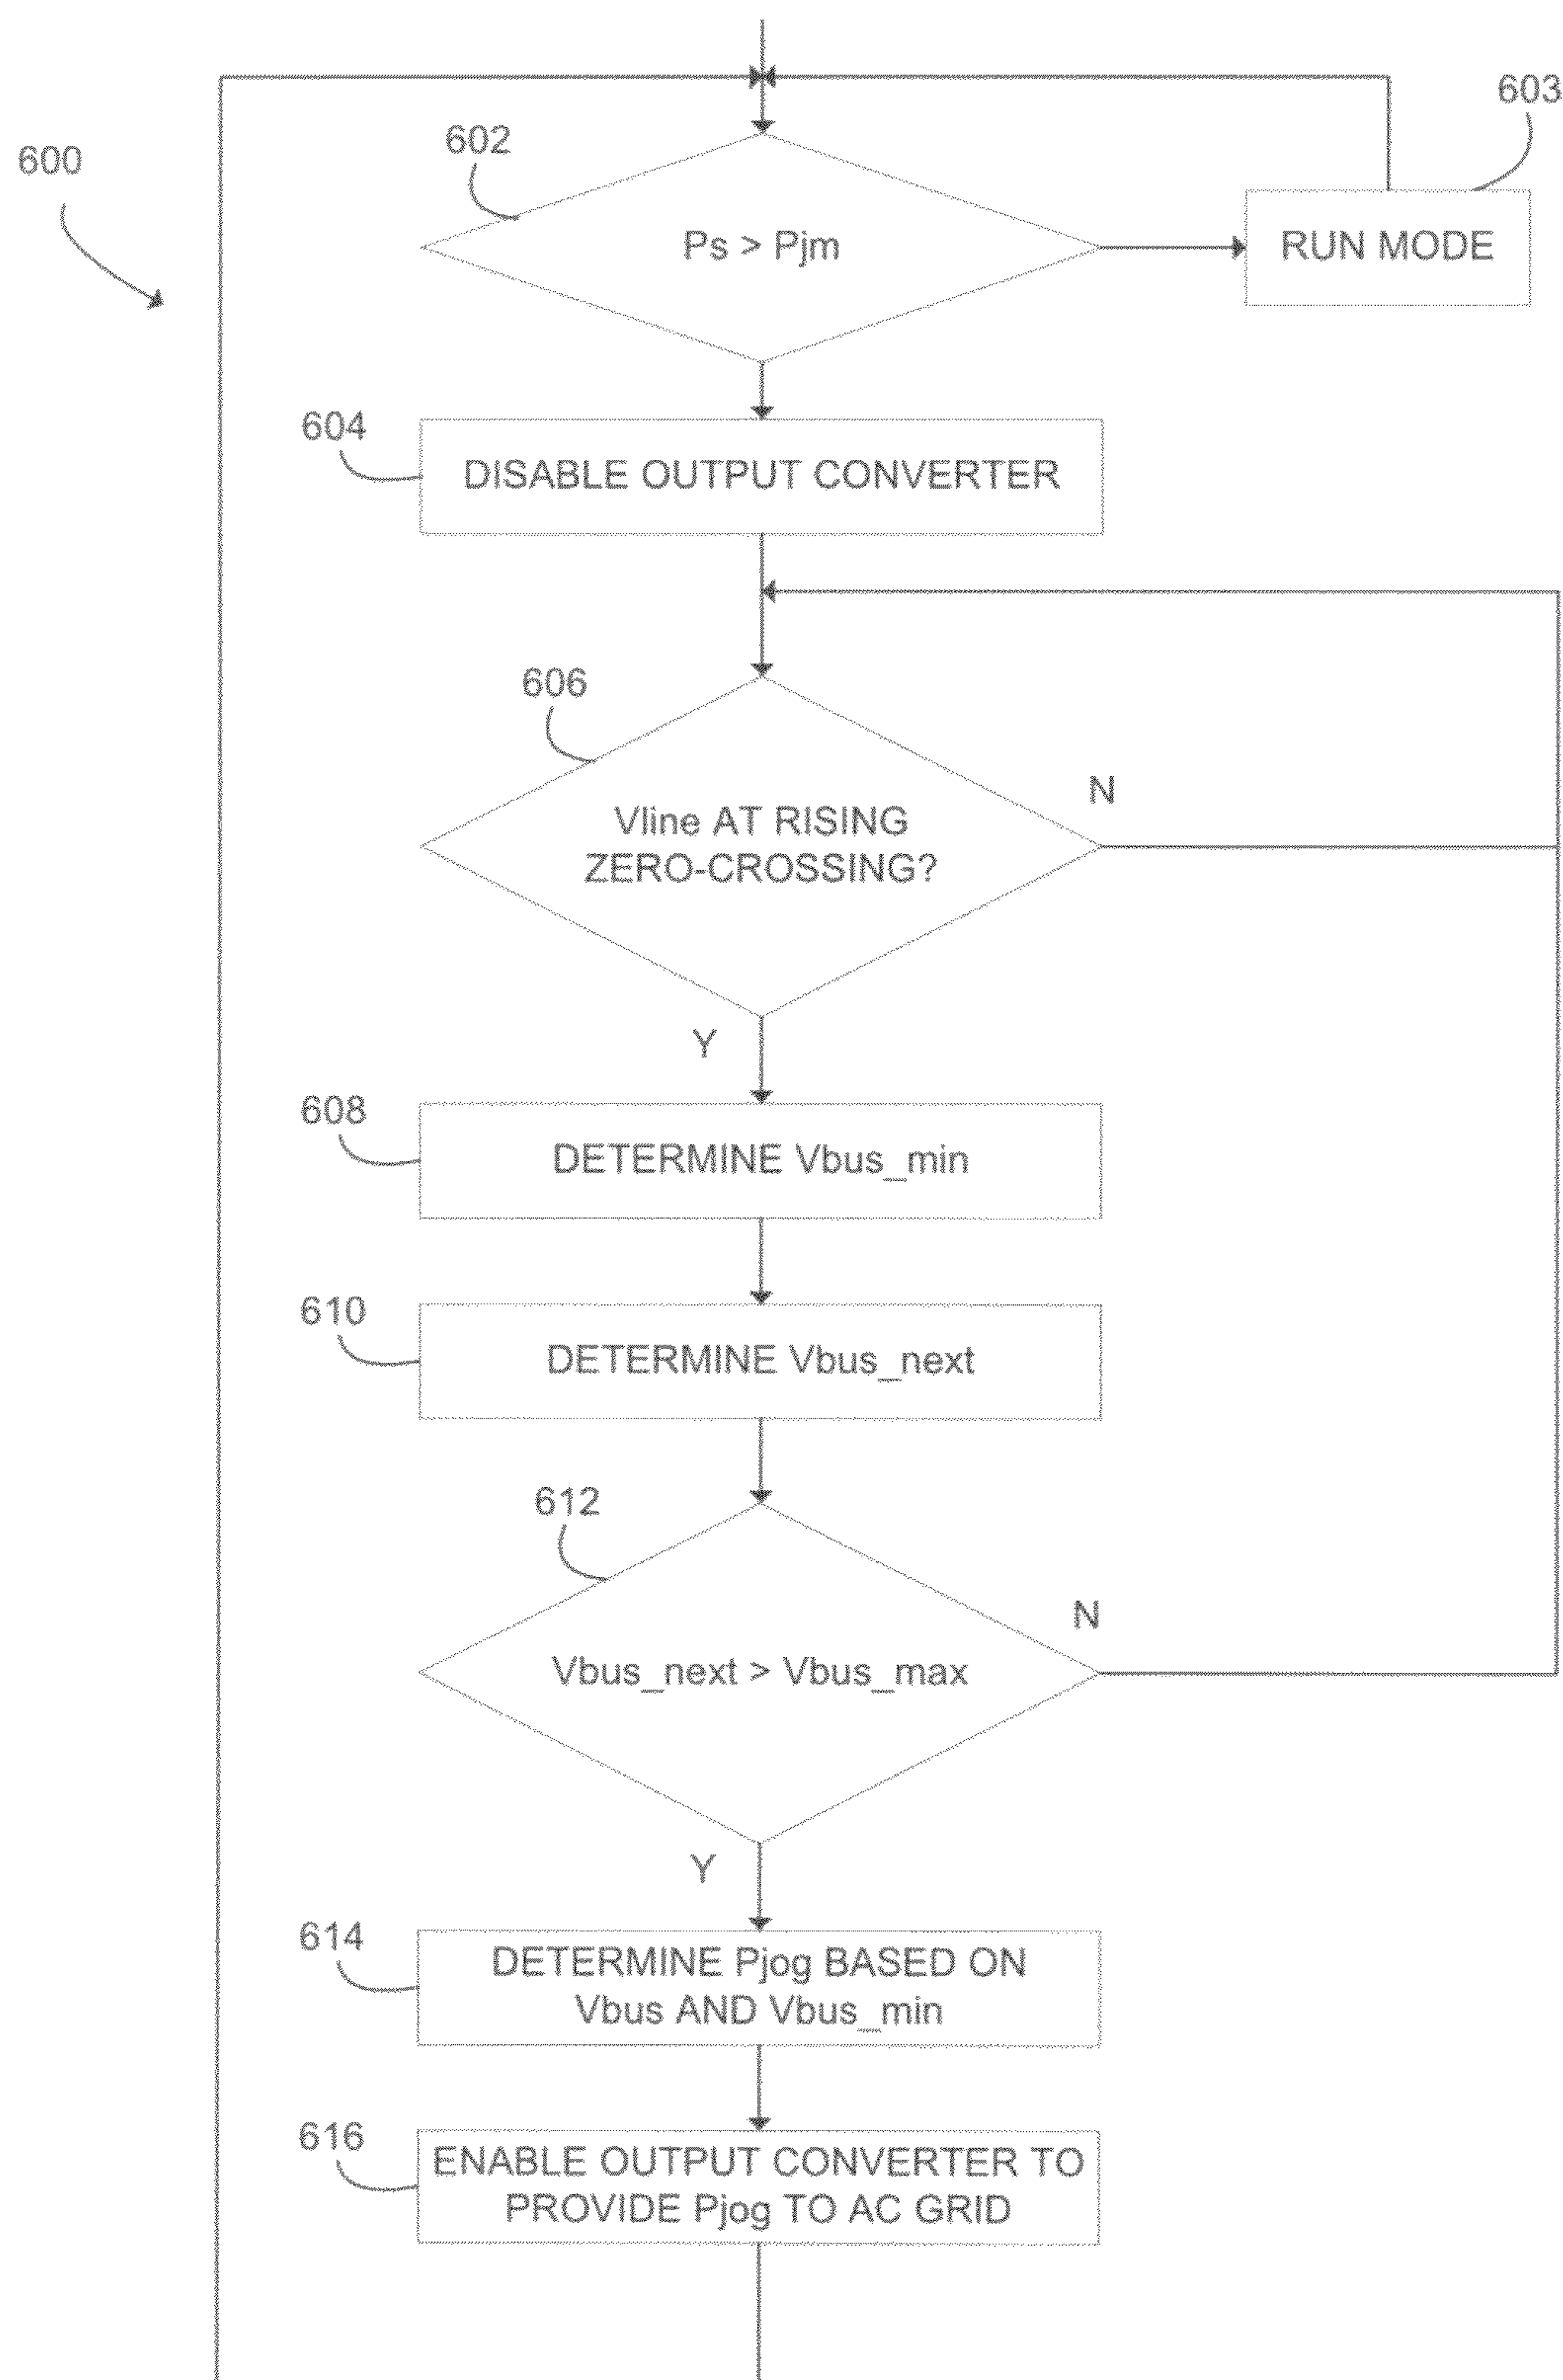 600
602
603
Ps > Pjm
RUN MODE
604
DISABLE OUTPUT CONVERTER
606
Vline AT RISING
ZERO-CROSSING?
N
Y
608
DETERMINE Vbus_min
610
DETERMINE Vbus_next
612
Vbus_next > Vbus_max
N
Y
614
DETERMINE Pjog BASED ON
Vbus AND Vbus_min
616
ENABLE OUTPUT CONVERTER TO
PROVIDE Pjog TO AC GRID